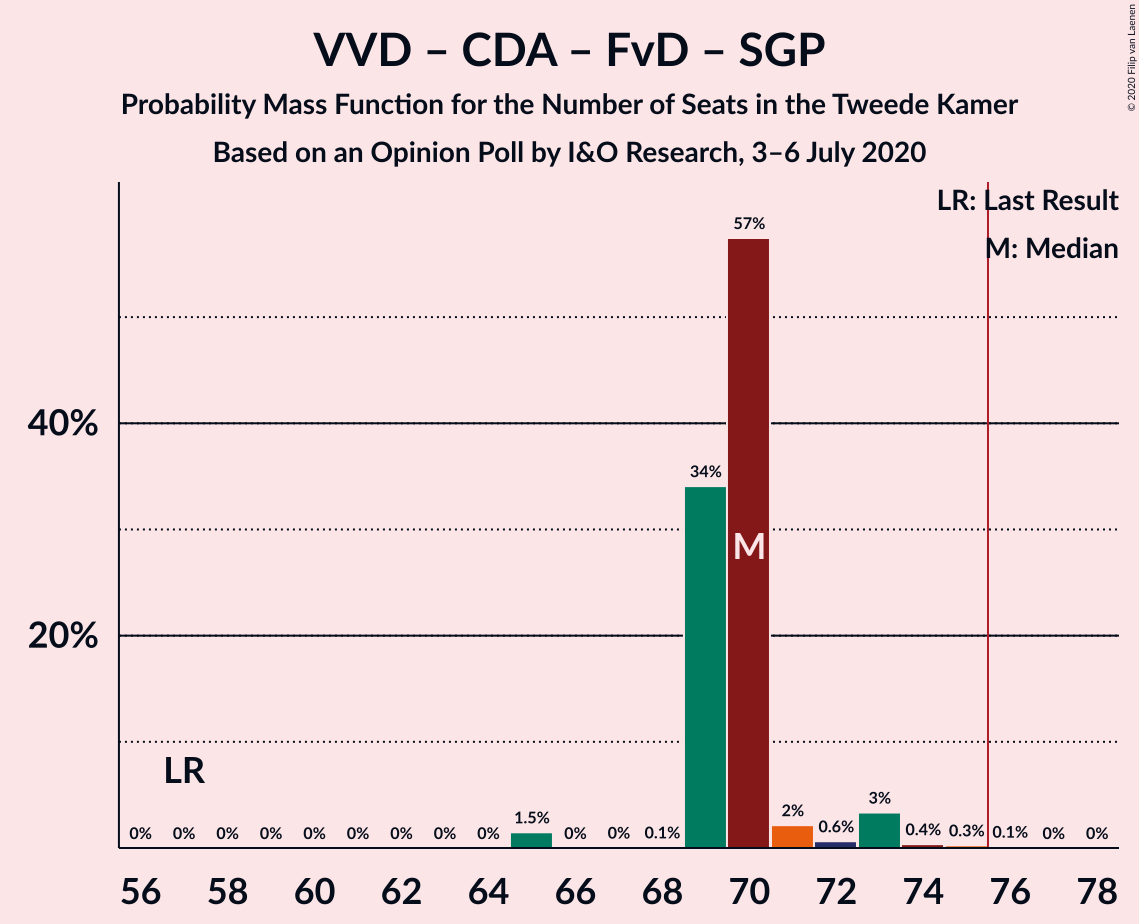 VVD – CDA – FvD – SGP
Probability Mass Function for the Number of Seats in the Tweede Kamer
Based on an Opinion Poll by I&O Research, 3–6 July 2020
© 2020 Filip van Laenen
LR: Last Result
M: Median
57%
40%
34%
M
20%
LR
0% 0% 0% 0% 0% 0% 0% 0% 0% 1.5% 0% 0% 0.1% 2% 0.6% 3% 0.4% 0.3% 0.1% 0% 0%
56 58 60 62 64 66 68 70 72 74 76 78